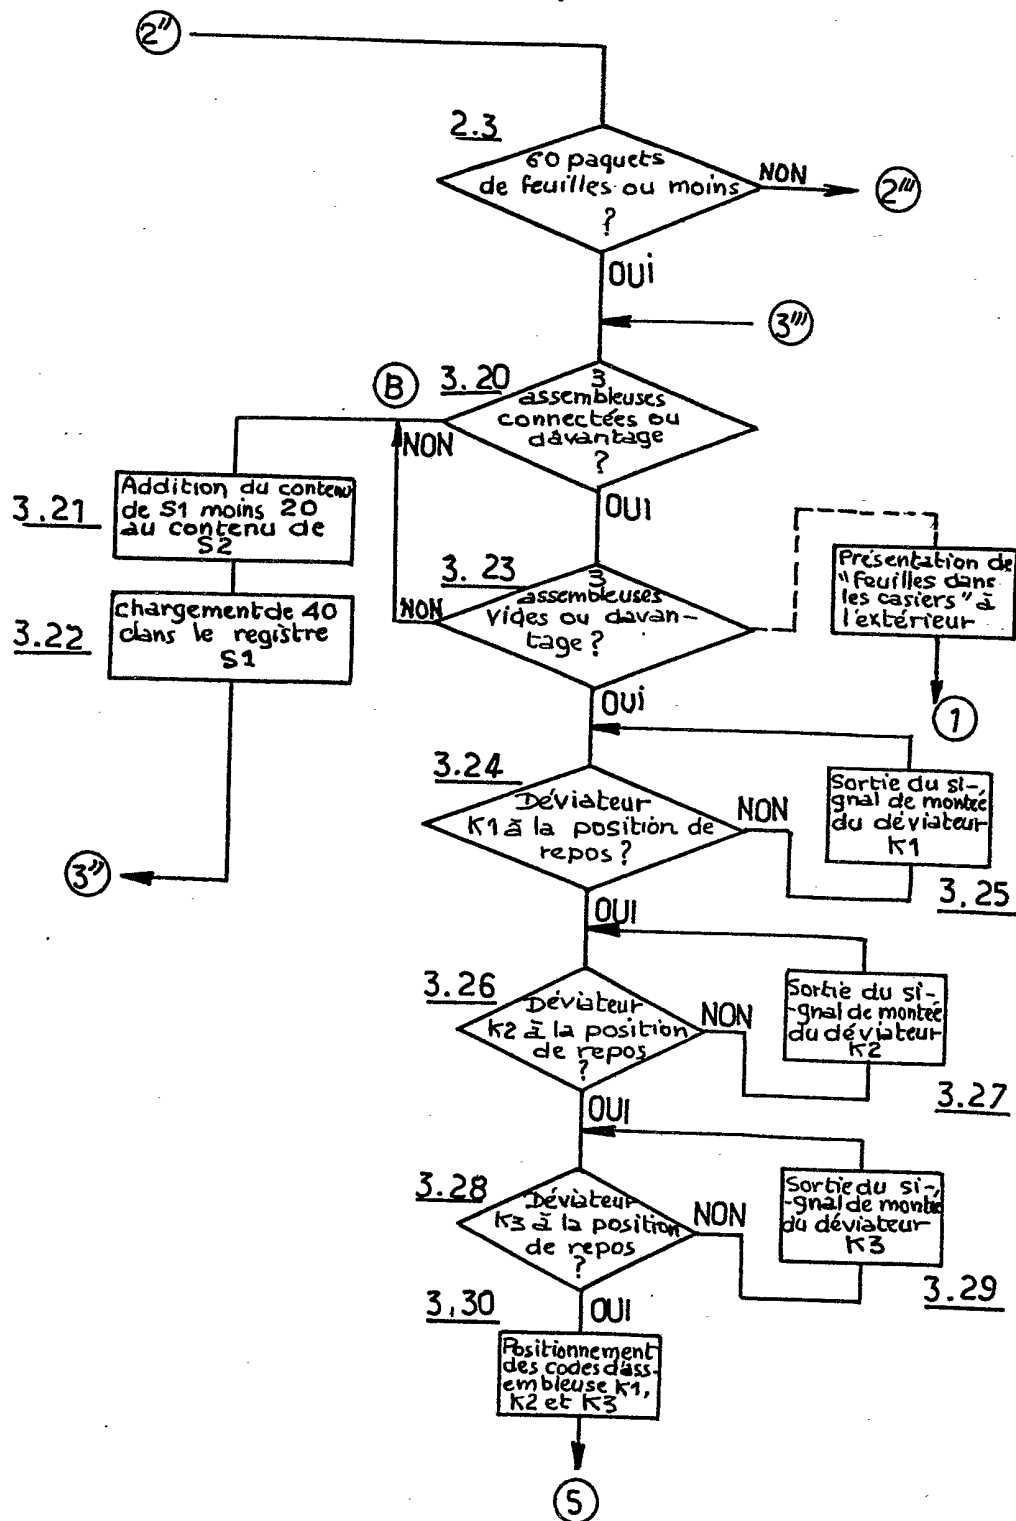 2''
2.3
60 paquets
de feuilles ou moins
?
NON
2'''
OUi
3'''
B
3.20
3
assembleuses
connectées ou
davantage
?
NON
OUI
3.21
Addition du contenu
de S1 moins 20
au contenu de
S2
3.22
chargement de 40
dans le registre
S1
3''
3.23
3
assembleuses
vides ou davan-
tage ?
NON
OUi
Présentation de
"feuilles dans
les casiers" à
l'extérieur
1
3.24
Déviateur
K1 à la position de
repos ?
NON
Sortie du si-
gnal de montée
du déviateur
K1
3.25
OUI
3.26
Déviateur
K2 à la position
de repos
?
NON
Sortie du si-
-gnal de montée
du déviateur
K2
3.27
OUI
3.28
Déviateur
K3 à la position
de repos
?
NON
Sortie du si-
-gnal de montée
du déviateur
K3
3.29
OUI
3.30
Positionnement
des codes d'ass-
embleuse K1,
K2 et K3
5